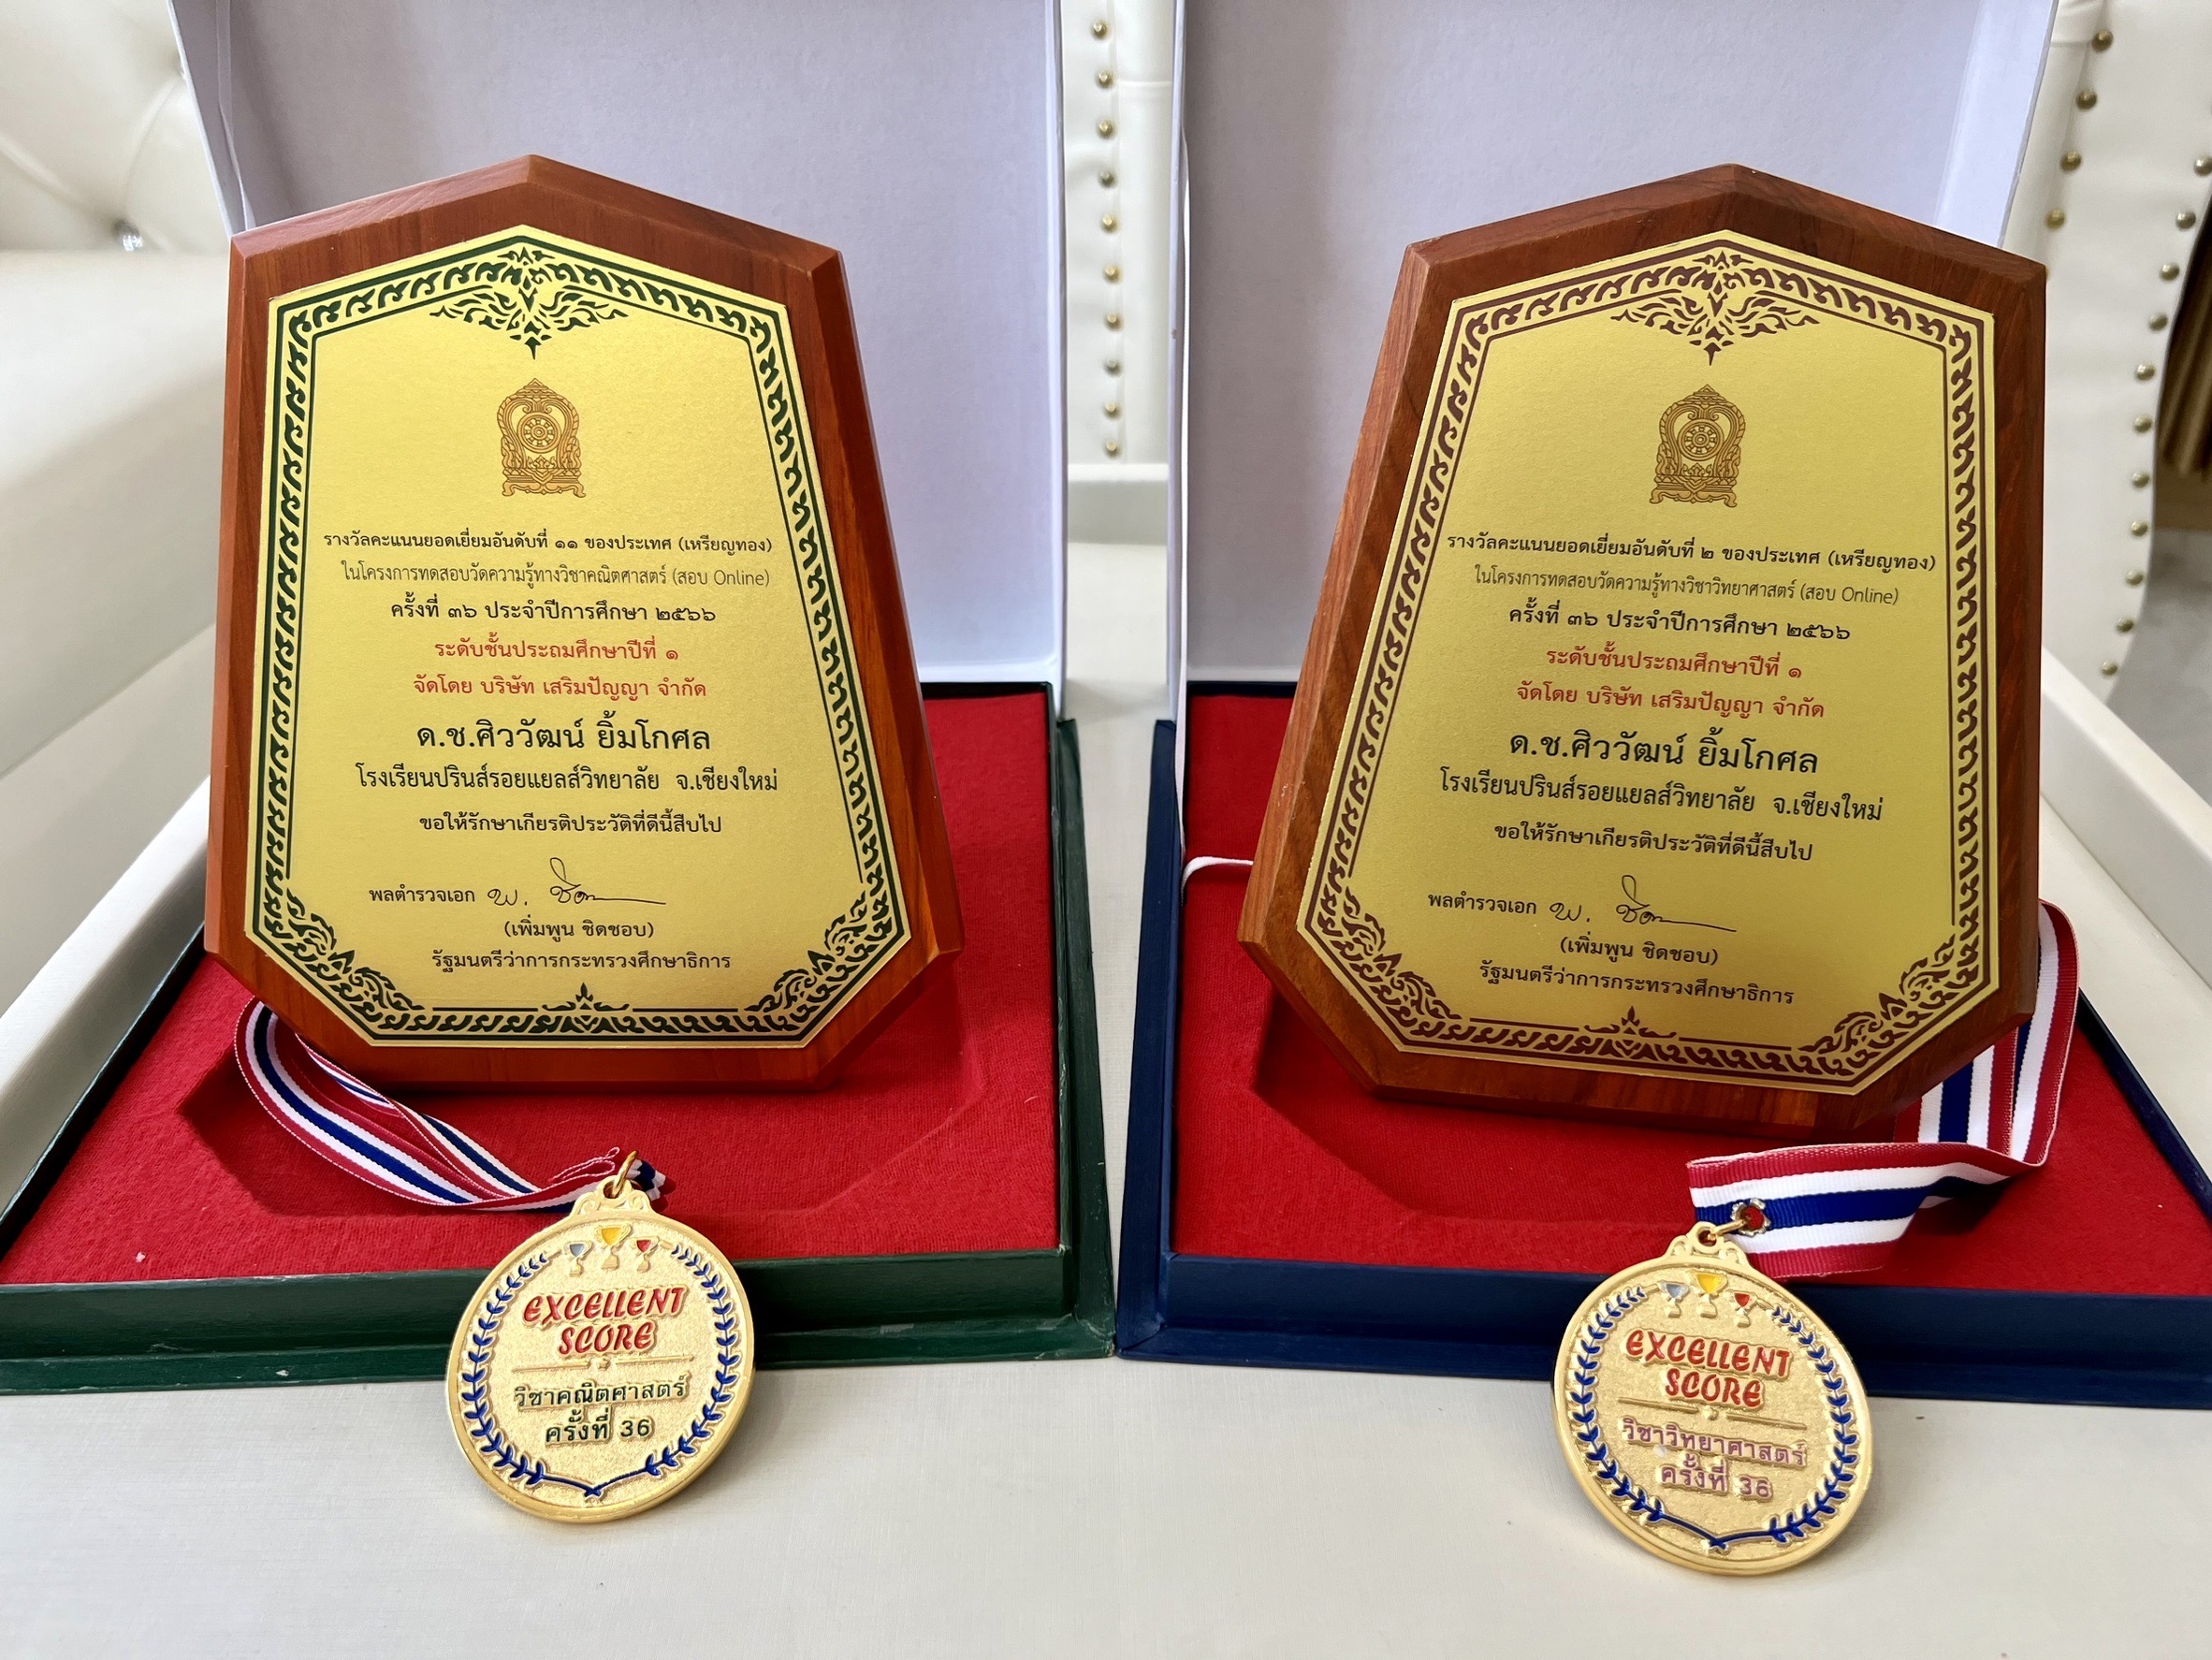 รางวัลคะแนนยอดเยี่ยมอันดับที่ ๑๑ ของประเทศ (เหรียญทอง)
ในโครงการทดสอบวัดความรู้ทางวิชาคณิตศาสตร์ (สอบ Online)
ครั้งที่ ๓๖ ประจำปีการศึกษา ๒๕๖๖
ระดับชั้นประถมศึกษาปีที่ ๑
จัดโดย บริษัท เสริมปัญญา จำกัด
ด.ช.ศิววัฒน์ ยิ้มโกศล
โรงเรียนปรินส์รอยแยลส์วิทยาลัย จ.เชียงใหม่
ขอให้รักษาเกียรติประวัติที่ดีนี้สืบไป
พลตำรวจเอก พ. ชิด
(เพิ่มพูน ชิดชอบ)
รัฐมนตรีว่าการกระทรวงศึกษาธิการ
รางวัลคะแนนยอดเยี่ยมอันดับที่ ๒ ของประเทศ (เหรียญทอง)
ในโครงการทดสอบวัดความรู้ทางวิชาวิทยาศาสตร์ (สอบ Online)
ครั้งที่ ๓๖ ประจำปีการศึกษา ๒๕๖๖
ระดับชั้นประถมศึกษาปีที่ ๑
จัดโดย บริษัท เสริมปัญญา จำกัด
ด.ช.ศิววัฒน์ ยิ้มโกศล
โรงเรียนปรินส์รอยแยลส์วิทยาลัย จ.เชียงใหม่
ขอให้รักษาเกียรติประวัติที่ดีนี้สืบไป
พลตำรวจเอก พ. ชิด
(เพิ่มพูน ชิดชอบ)
รัฐมนตรีว่าการกระทรวงศึกษาธิการ
EXCELLENT
SCORE
วิชาคณิตศาสตร์
ครั้งที่ 36
EXCELLENT
SCORE
วิชาวิทยาศาสตร์
ครั้งที่ 36